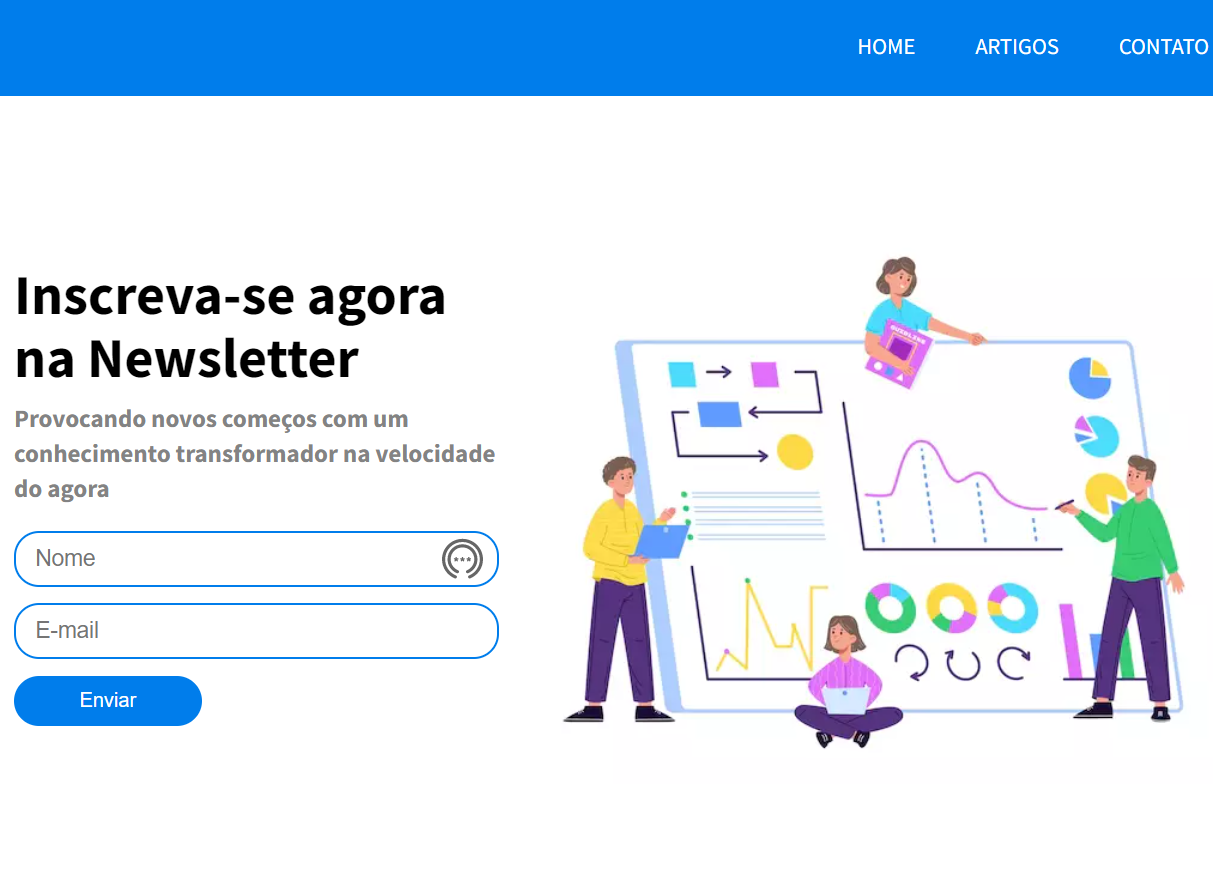 HOME ARTIGOS CONTATO
Inscreva-se agora
na Newsletter
Provocando novos começos com um
conhecimento transformador na velocidade
do agora
Nome
E-mail
Enviar